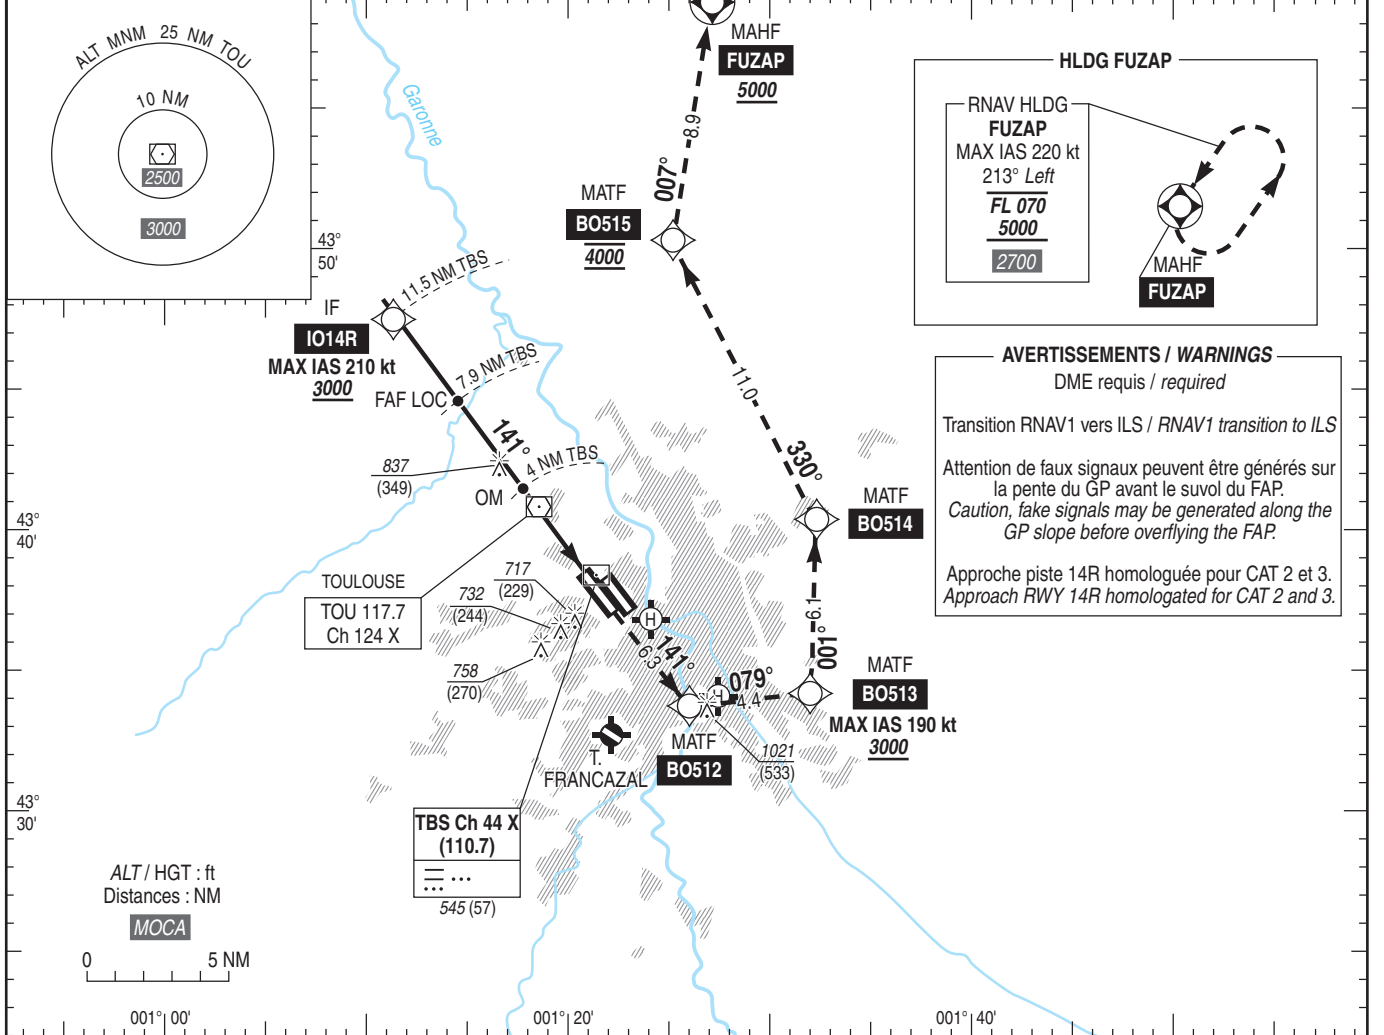 ALT MNM 25 NM TOU
10 NM
2500
3000
Garonne
MAHF
FUZAP
5000
8.9
007°
MATF
BO515
4000
HLDG FUZAP
RNAV HLDG
FUZAP
MAX IAS 220 kt
213° Left
FL 070
5000
2700
MAHF
FUZAP
43°
50'
11.5 NM TBS
IF
IO14R
MAX IAS 210 kt
3000
7.9 NM TBS
FAF LOC
141°
837
(349)
4 NM TBS
OM
11.0
330°
MATF
BO514
AVERTISSEMENTS / WARNINGS
DME requis / required
Transition RNAV1 vers ILS / RNAV1 transition to ILS
Attention de faux signaux peuvent être générés sur
la pente du GP avant le suvol du FAP.
Caution, fake signals may be generated along the
GP slope before overflying the FAP.
Approche piste 14R homologuée pour CAT 2 et 3.
Approach RWY 14R homologated for CAT 2 and 3.
43°
40'
TOULOUSE
TOU 117.7
Ch 124 X
717
(229)
732
(244)
758
(270)
H
141°
6.3
6.1
001°
079°
4.4
H
MATF
BO513
MAX IAS 190 kt
3000
MATF
BO512
1021
(533)
T.
FRANCAZAL
43°
30'
TBS Ch 44 X
(110.7)
545 (57)
ALT / HGT : ft
Distances : NM
MOCA
0 5 NM
001° 00' 001° 20' 001° 40'